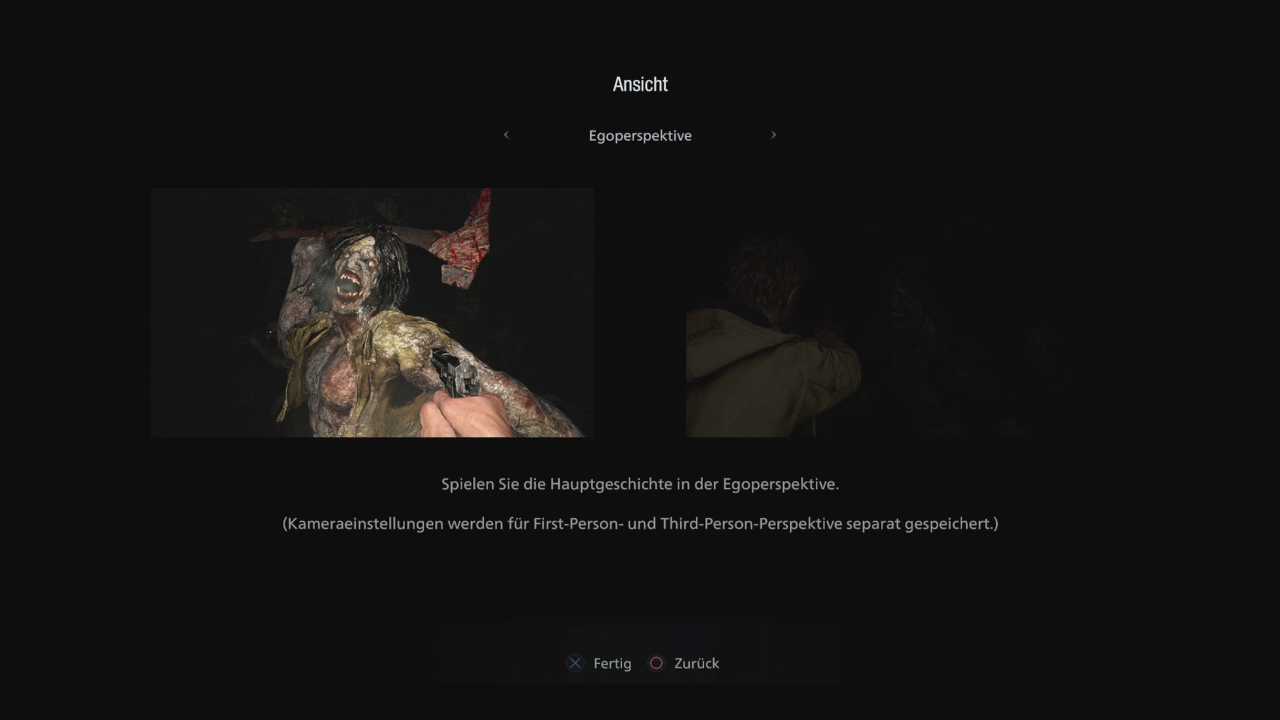 Ansicht
Egoperspektive
Spielen Sie die Hauptgeschichte in der Egoperspektive.
(Kameraeinstellungen werden für First-Person- und Third-Person-Perspektive separat gespeichert.)
Fertig Zurück